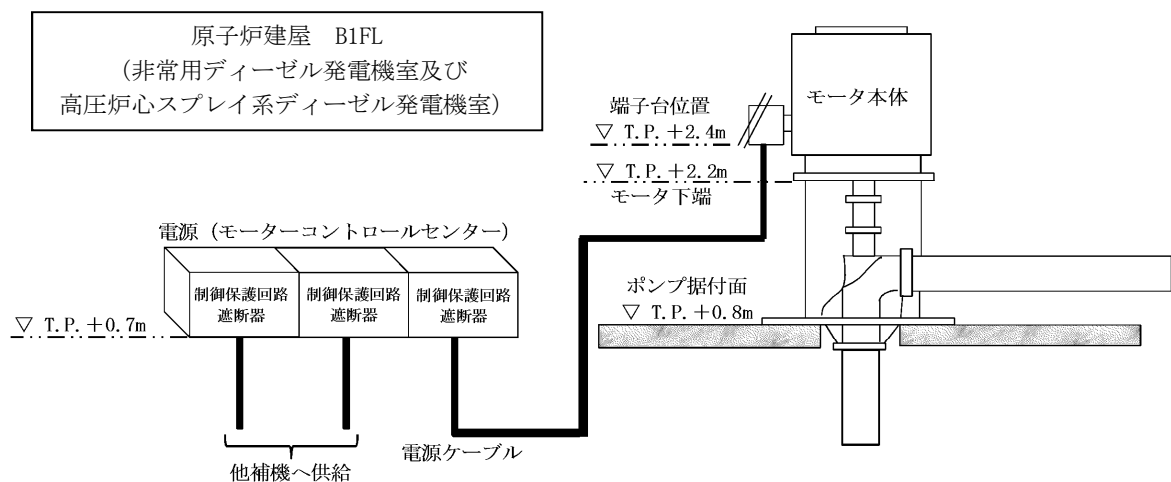 原子炉建屋　B1FL
（非常用ディーゼル発電機室及び
高圧炉心スプレイ系ディーゼル発電機室）
モータ本体
端子台位置
▽ T.P. +2.4m
▽ T.P. +2.2m
モータ下端
電源（モーターコントロールセンター）
制御保護回路
遮断器
制御保護回路
遮断器
制御保護回路
遮断器
▽ T.P. +0.7m
ポンプ据付面
▽ T.P. +0.8m
電源ケーブル
他補機へ供給